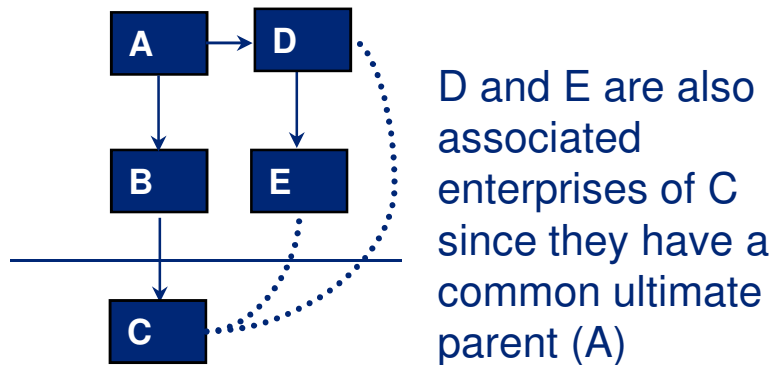 A
D
B
E
C
D and E are also
associated
enterprises of C
since they have a
common ultimate
parent (A)